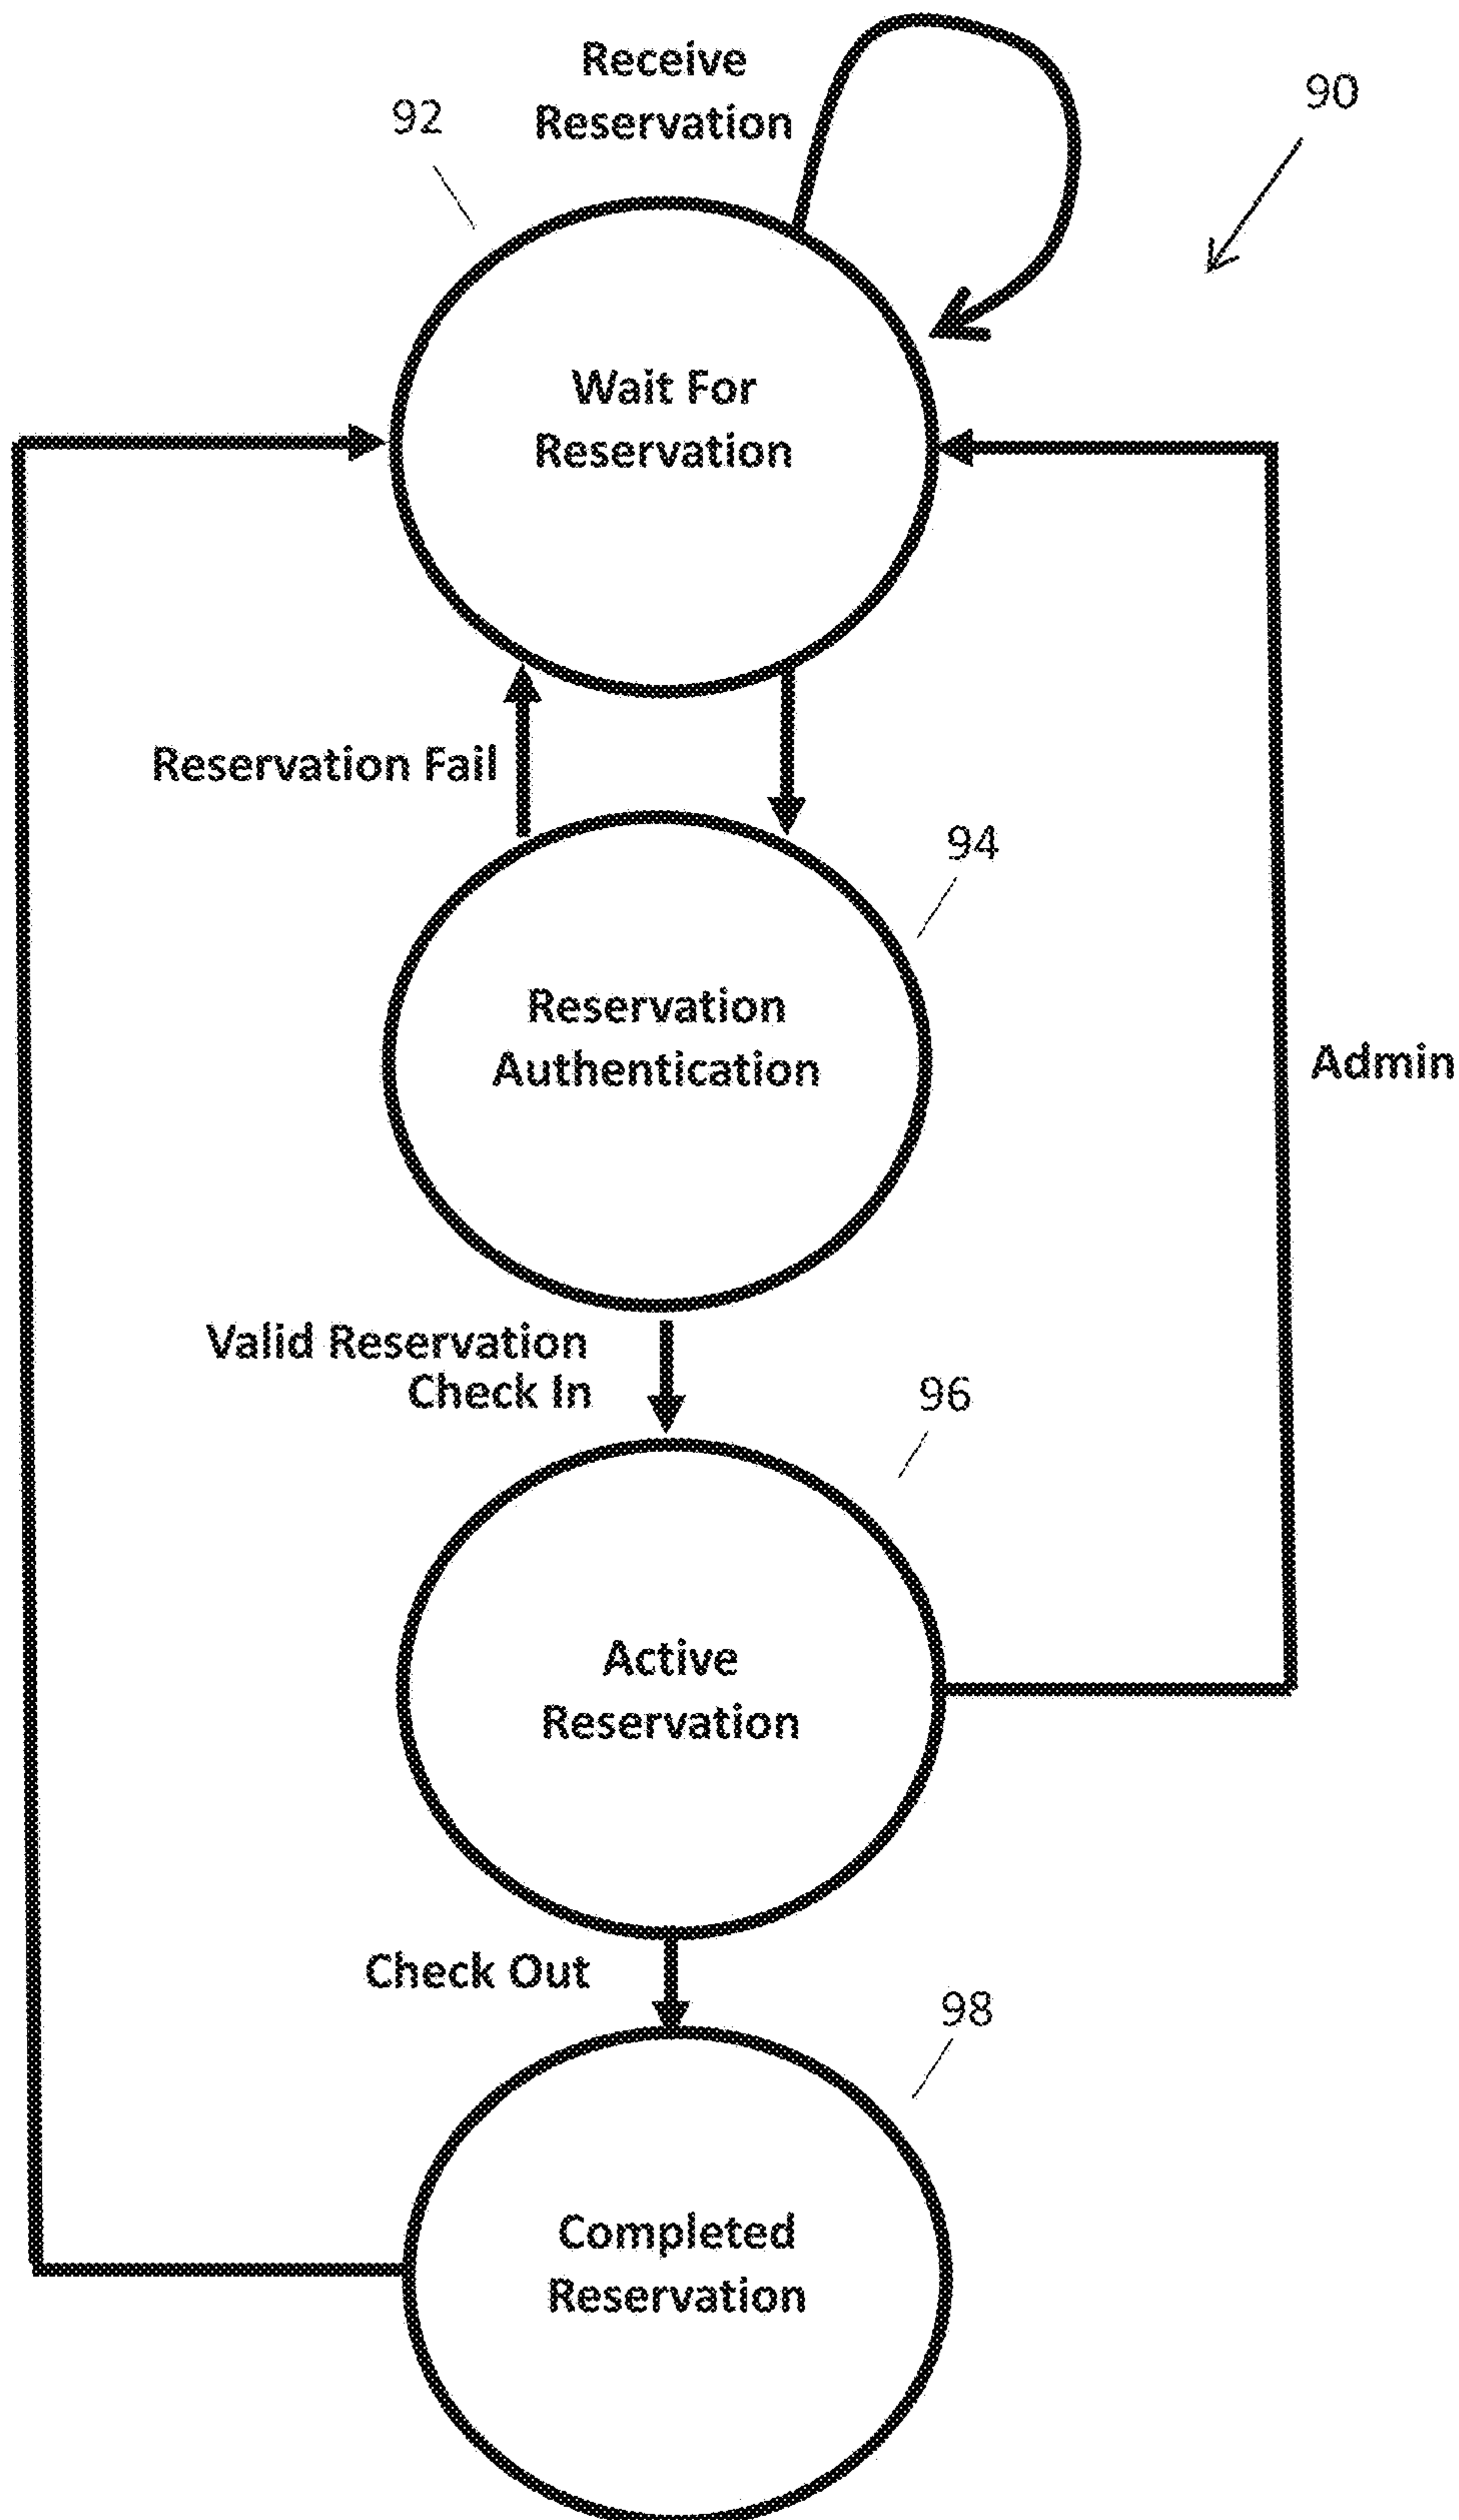 Receive
Reservation
92
90
Wait For
Reservation
Reservation Fail
94
Reservation
Authentication
Admin
Valid Reservation
Check In
96
Active
Reservation
Check Out
98
Completed
Reservation